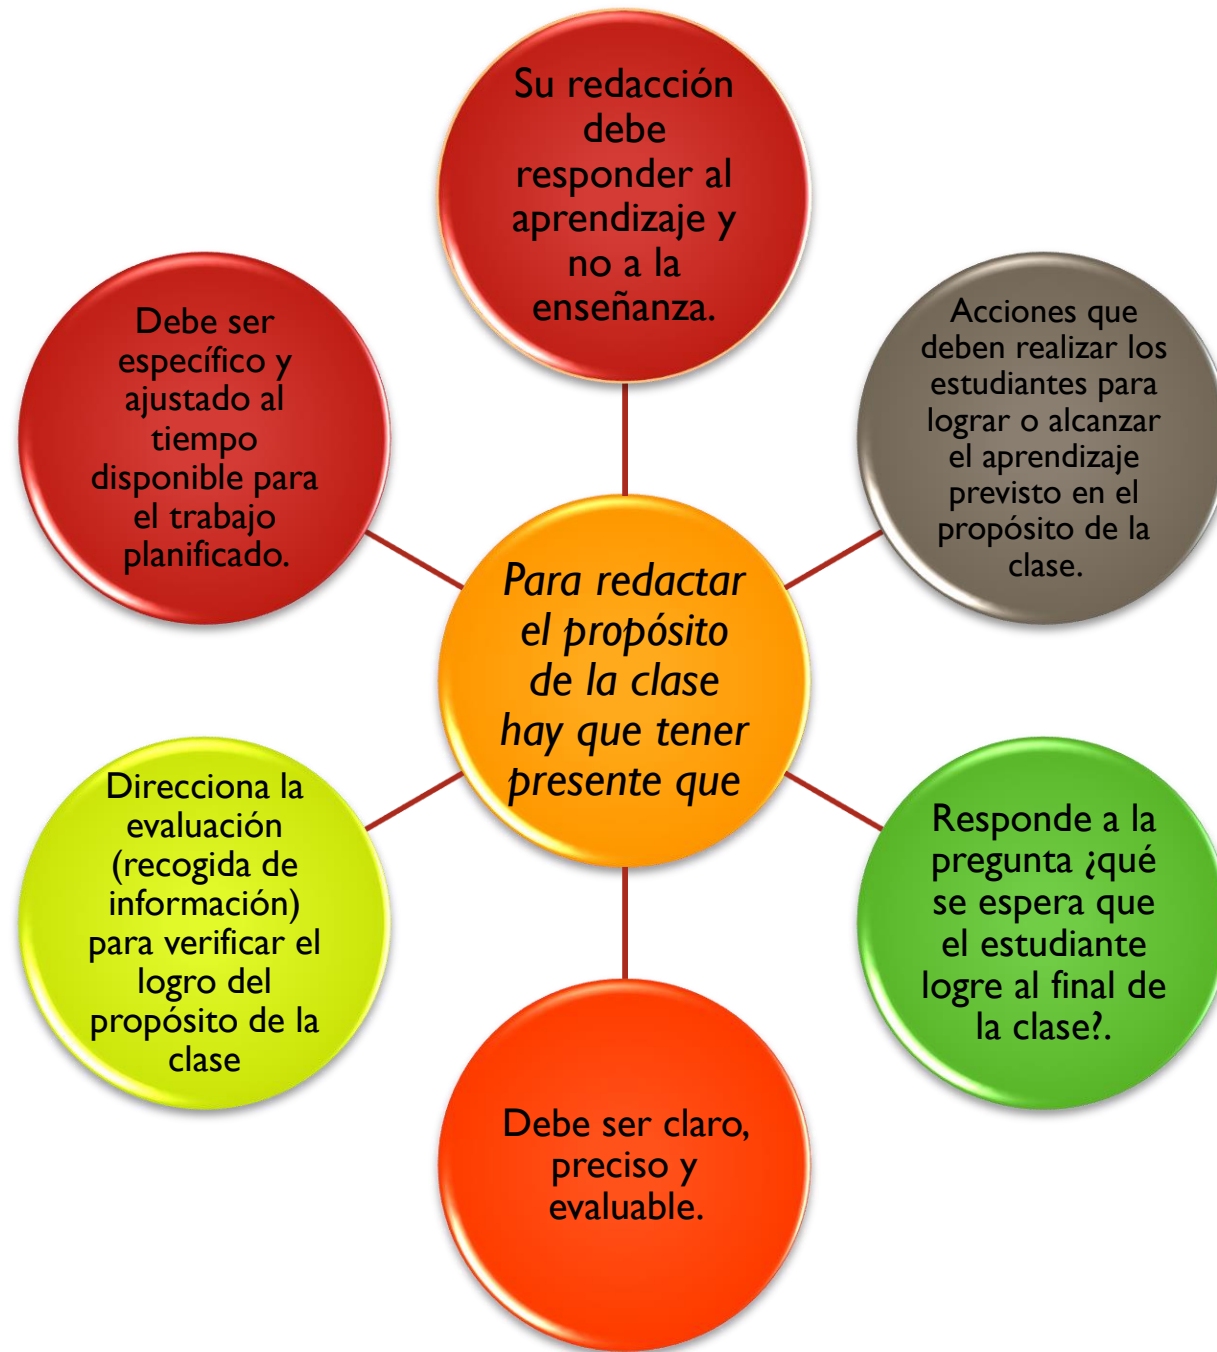 Su redacción
debe
responder al
aprendizaje y
no a la
enseñanza.
Acciones que
deben realizar los
estudiantes para
lograr o alcanzar
el aprendizaje
previsto en el
propósito de la
clase.
Responde a la
pregunta ¿qué
se espera que
el estudiante
logre al final de
la clase?.
Debe ser claro,
preciso y
evaluable.
Direcciona la
evaluación
(recogida de
información)
para verificar el
logro del
propósito de la
clase
Debe ser
específico y
ajustado al
tiempo
disponible para
el trabajo
planificado.
Para redactar
el propósito
de la clase
hay que tener
presente que